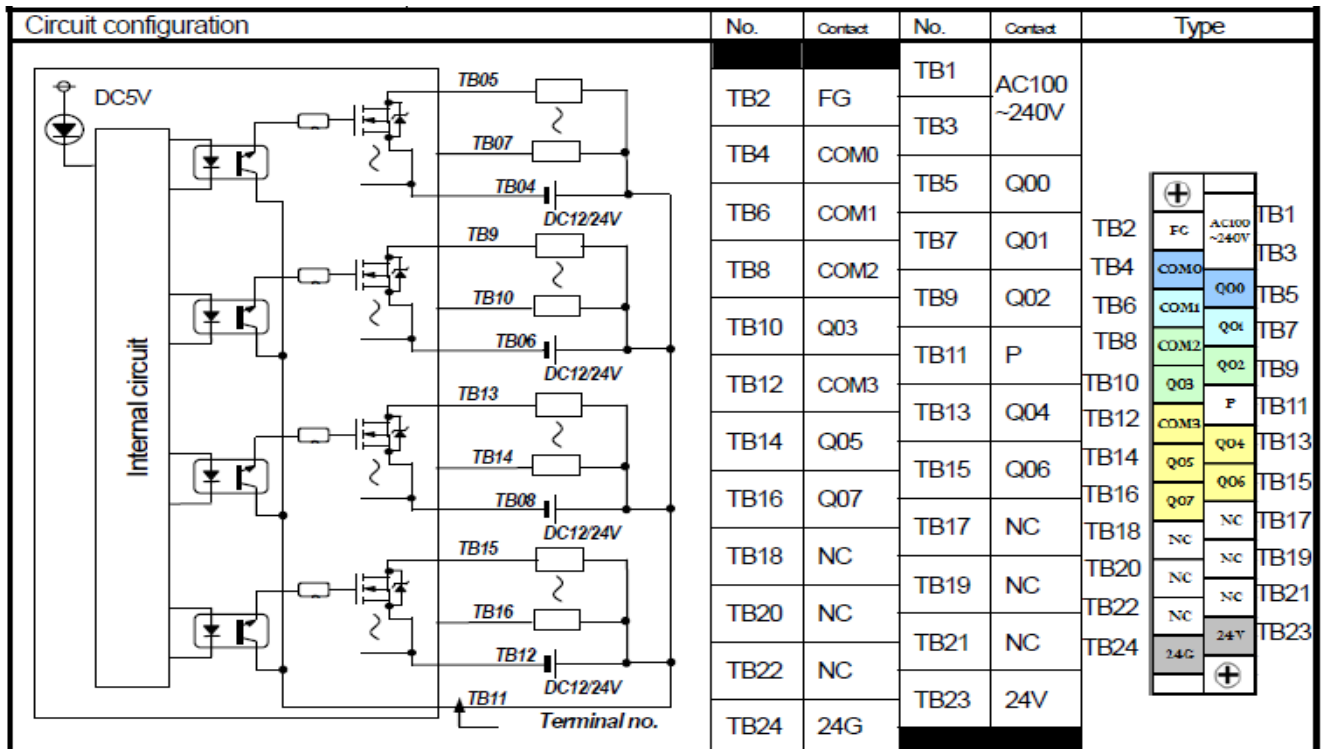 Circuit configuration
No. Contact No. Contact Type
DC5V
Internal circuit
TB05
TB07
TB04
DC12/24V
TB9
TB10
TB06
DC12/24V
TB13
TB14
TB08
DC12/24V
TB15
TB16
TB12
DC12/24V
TB11
Terminal no.
TB2 FG
TB4 COM0
TB6 COM1
TB8 COM2
TB10 Q03
TB12 COM3
TB14 Q05
TB16 Q07
TB18 NC
TB20 NC
TB22 NC
TB24 24G
TB1 AC100
TB3 ~240V
TB5 Q00
TB7 Q01
TB9 Q02
TB11 P
TB13 Q04
TB15 Q06
TB17 NC
TB19 NC
TB21 NC
TB23 24V
TB2 FG
TB4 COM0
TB6 COM1
TB8 COM2
TB10 Q03
TB12 COM3
TB14 Q05
TB16 Q07
TB18 NC
TB20 NC
TB22 NC
TB24 24G
AC100 TB1
~240V
TB3
Q00 TB5
Q01 TB7
Q02 TB9
P TB11
Q04 TB13
Q06 TB15
NC TB17
NC TB19
NC TB21
24V TB23